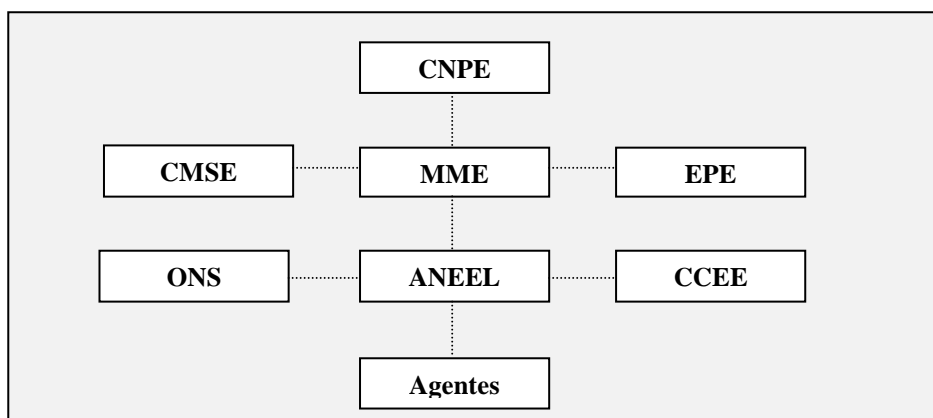 CNPE
CMSE
MME
EPE
ONS
ANEEL
CCEE
Agentes